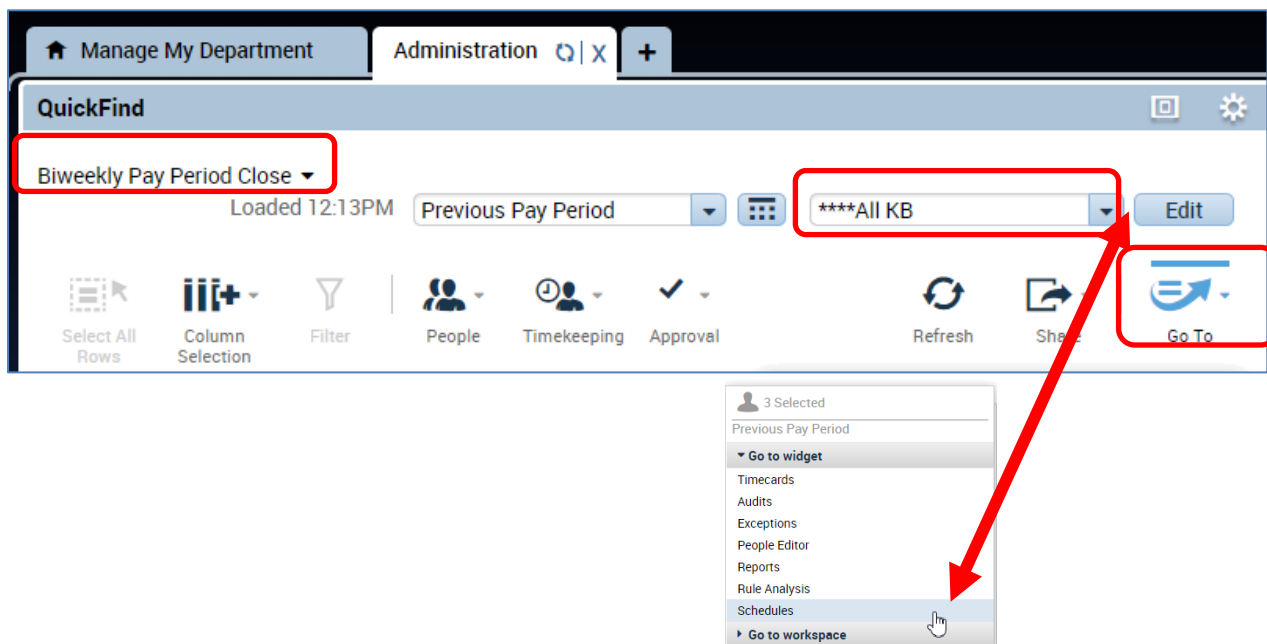 Manage My Department
Administration X +
QuickFind
Biweekly Pay Period Close
Loaded 12:13PM Previous Pay Period ****All KB Edit
Select All Rows Column Selection Filter People Timekeeping Approval Refresh Share Go To
3 Selected
Previous Pay Period
Go to widget
Timecards
Audits
Exceptions
People Editor
Reports
Rule Analysis
Schedules
Go to workspace